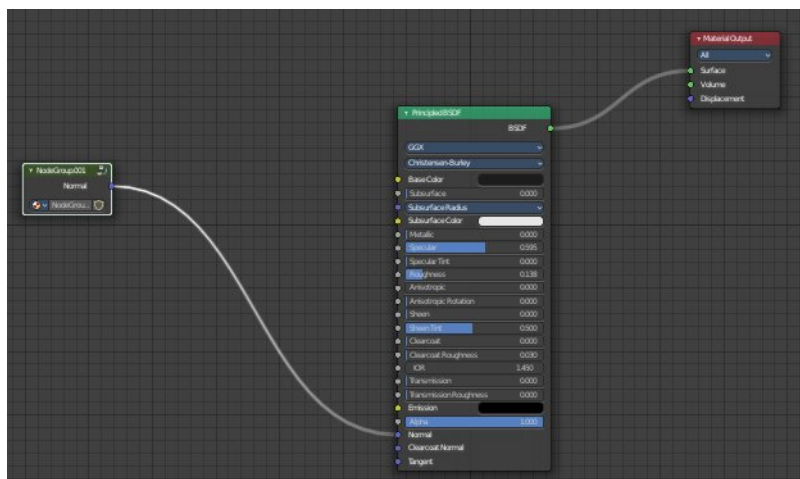 NodeGroup.001
Normal
NodeGrou...
Principled BSDF
BSDF
GGX
Christensen-Burley
Base Color
Subsurface 0.000
Subsurface Radius
Subsurface Color
Metallic 0.000
Specular 0.595
Specular Tint 0.000
Roughness 0.138
Anisotropic 0.000
Anisotropic Rotation 0.000
Sheen 0.000
Sheen Tint 0.500
Clearcoat 0.000
Clearcoat Roughness 0.030
IOR 1.450
Transmission 0.000
Transmission Roughness 0.000
Emission
Alpha 1.000
Normal
Clearcoat Normal
Tangent
Material Output
All
Surface
Volume
Displacement